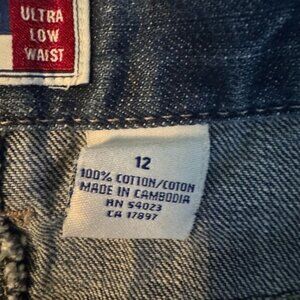 ULTRA
LOW
WAIST
12
100% COTTON/COTON
MADE IN CAMBODIA
RN 54023
CA 17897